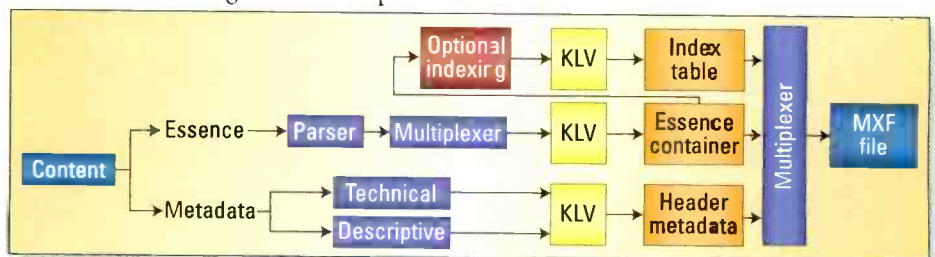 Optional indexing
KLV
Index table
Essence
Parser
Multiplexer
KLV
Essence container
Multiplexer
MXF file
Content
Metadata
Technical
Descriptive
KLV
Header metadata